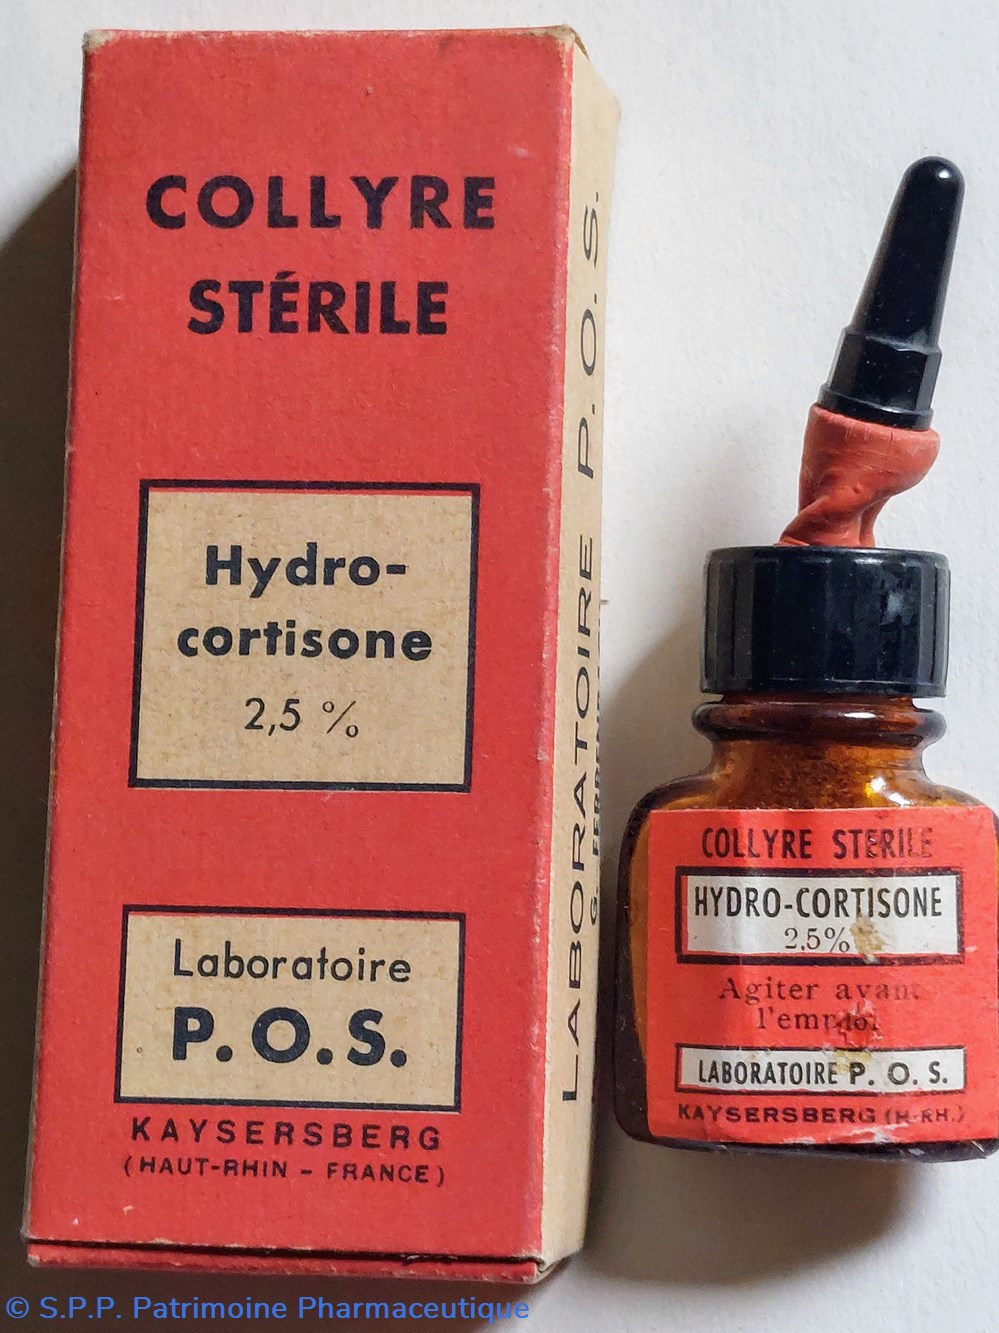 COLLYRE
STÉRILE
Hydro-
cortisone
2,5 %
Laboratoire
P.O.S.
KAYSERSBERG
(HAUT-RHIN - FRANCE)
LABORATOIRE P.O.S.
G.
COLLYRE STERILE
HYDRO-CORTISONE
2,5%
Agiter avant
l'emploi
LABORATOIRE P. O. S.
KAYSERSBERG (H-RH.)
© S.P.P. Patrimoine Pharmaceutique